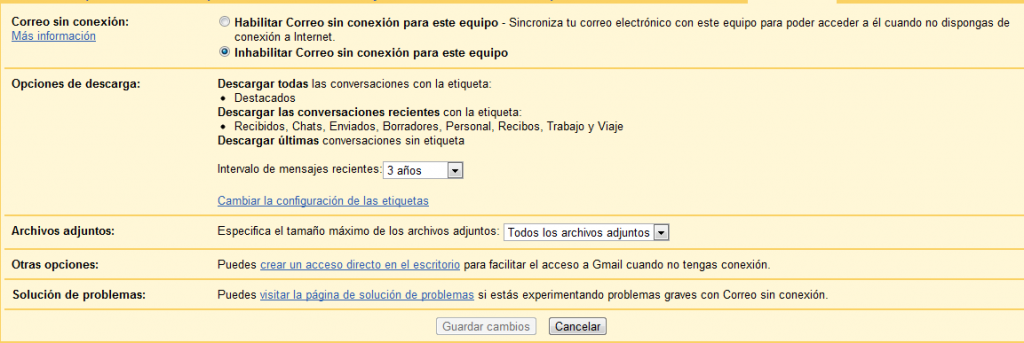 Correo sin conexión:
Habilitar Correo sin conexión para este equipo - Sincroniza tu correo electrónico con este equipo para poder acceder a él cuando no dispongas de
Más información
conexión a Internet.
Inhabilitar Correo sin conexión para este equipo
Opciones de descarga:
Descargar todas las conversaciones con la etiqueta:
• Destacados
Descargar las conversaciones recientes con la etiqueta:
• Recibidos, Chats, Enviados, Borradores, Personal, Recibos, Trabajo y Viaje
Descargar últimas conversaciones sin etiqueta
Intervalo de mensajes recientes: 3 años
Cambiar la configuración de las etiquetas
Archivos adjuntos:
Especifica el tamaño máximo de los archivos adjuntos: Todos los archivos adjuntos
Otras opciones:
Puedes crear un acceso directo en el escritorio para facilitar el acceso a Gmail cuando no tengas conexión.
Solución de problemas:
Puedes visitar la página de solución de problemas si estás experimentando problemas graves con Correo sin conexión.
Guardar cambios
Cancelar